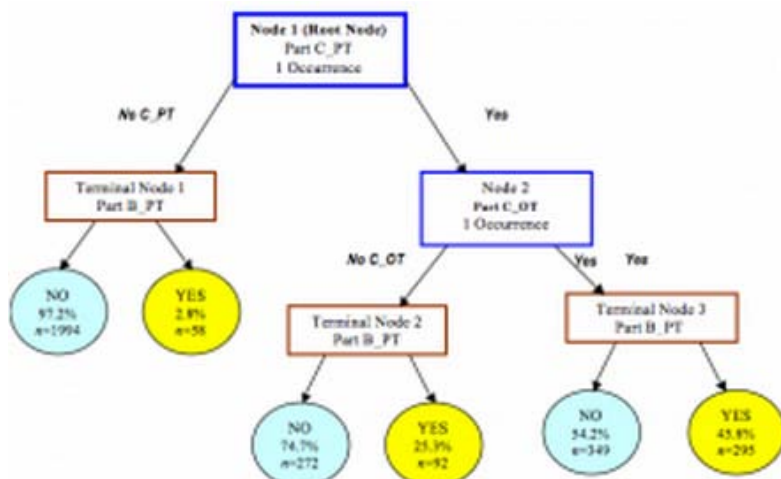 Node 1 (Root Node)
Part C_PT
1 Occurrence
No C_PT
Yes
Terminal Node 1
Part B_PT
Node 2
Part C_OT
1 Occurrence
NO
97.2%
n=1994
YES
2.8%
n=58
No C_OT
Yes Yes
Terminal Node 2
Part B_PT
Terminal Node 3
Part B_PT
NO
74.7%
n=272
YES
25.3%
n=92
NO
54.2%
n=349
YES
45.8%
n=295